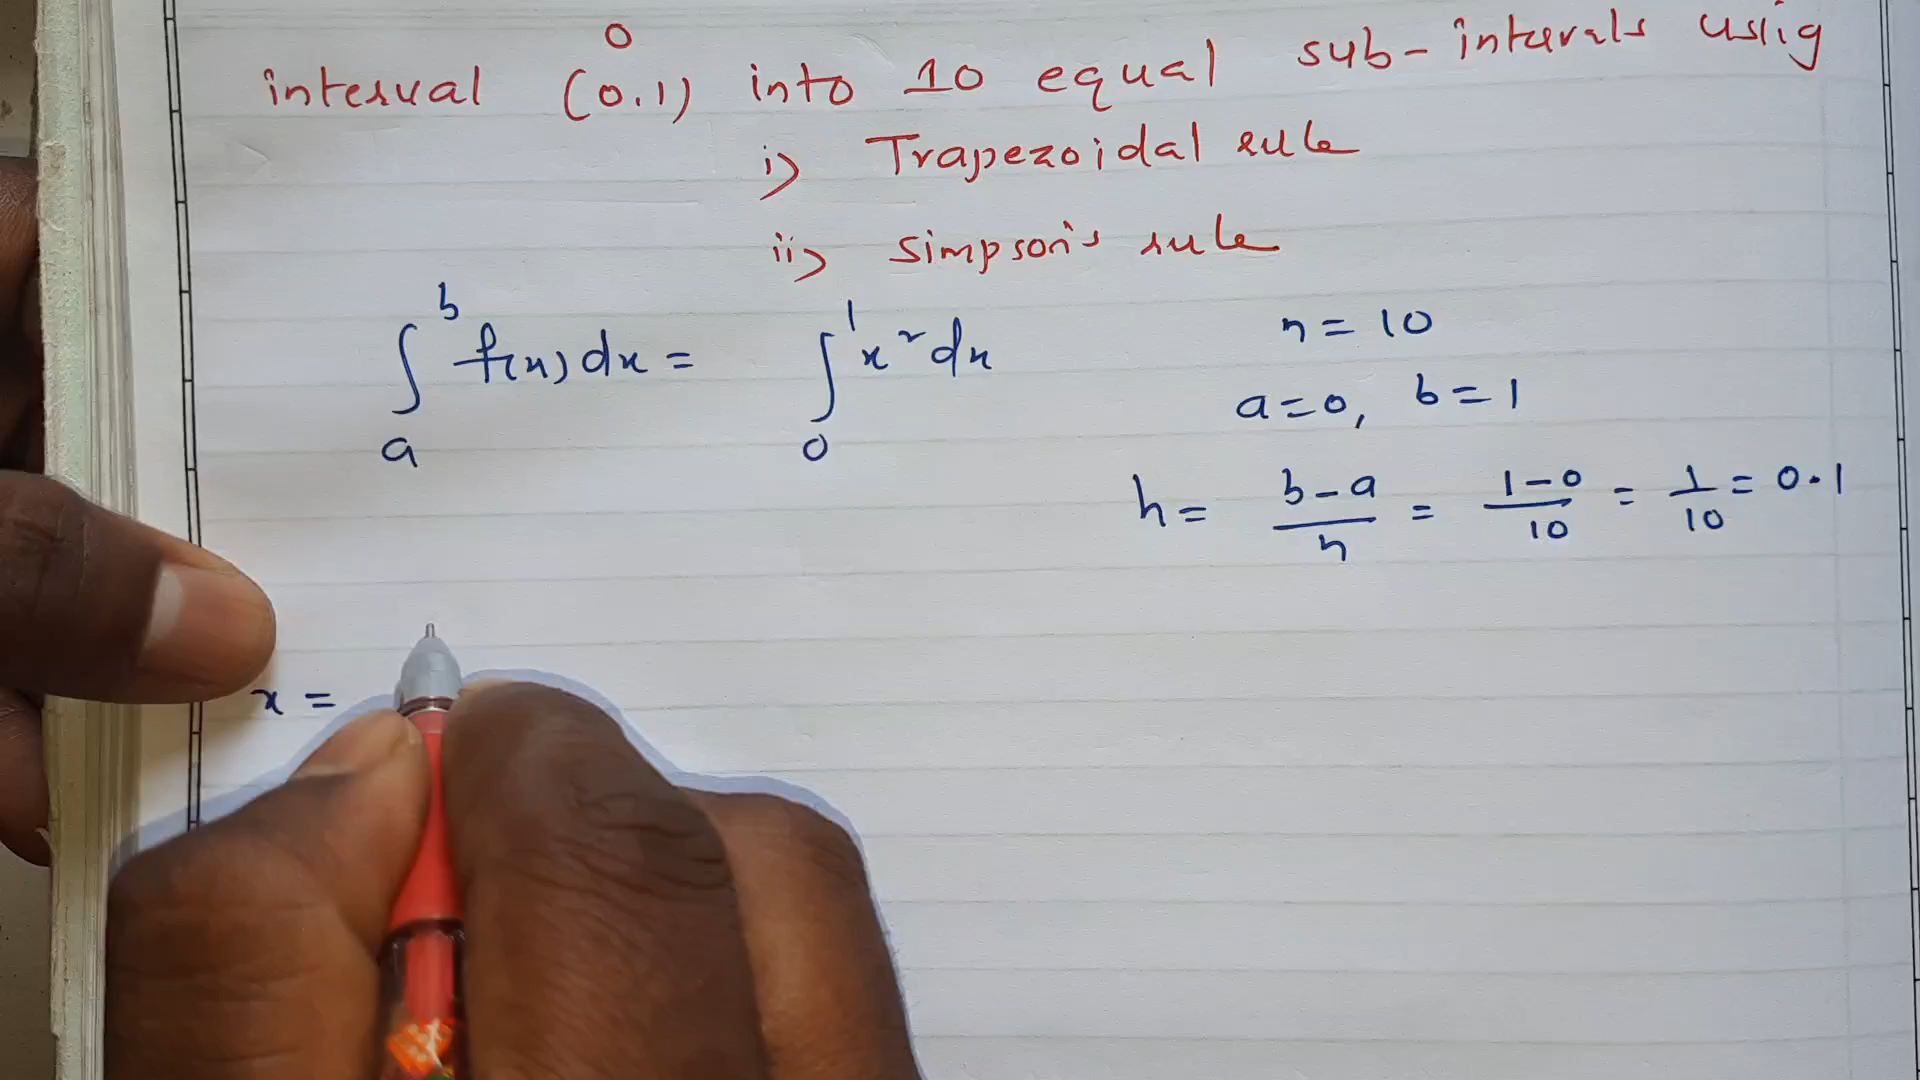 0
interval (0.1) into 10 equal sub-intervals usiig
i) Trapezoidal rule
ii) Simpson's rule
∫_a^b f(x) dx = ∫_0^1 x² dx
n = 10
a=0, b=1
h = b-a/n = 1-0/10 = 1/10 = 0.1
x =